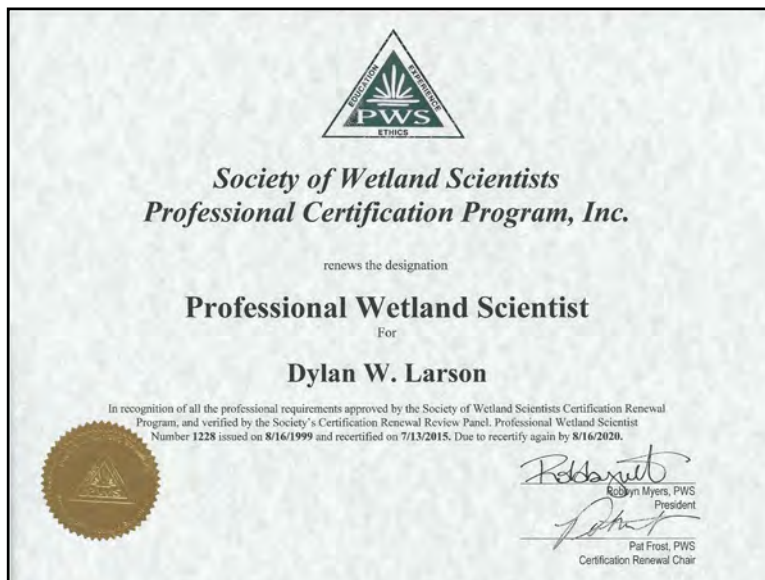 EDUCATION
EXPERIENCE
PWS
ETHICS
Society of Wetland Scientists
Professional Certification Program, Inc.
renews the designation
Professional Wetland Scientist
For
Dylan W. Larson
In recognition of all the professional requirements approved by the Society of Wetland Scientists Certification Renewal
Program, and verified by the Society's Certification Renewal Review Panel. Professional Wetland Scientist
Number 1228 issued on 8/16/1999 and recertified on 7/13/2015. Due to recertify again by 8/16/2020.
Robbyn Myers, PWS
President
Pat Frost, PWS
Certification Renewal Chair